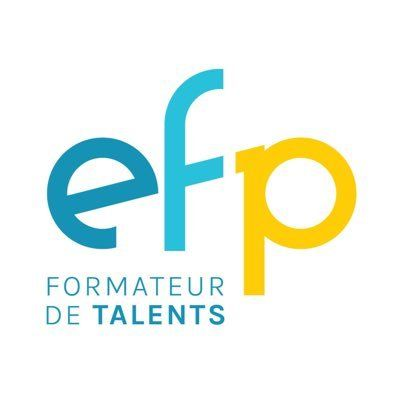 efp
FORMATEUR
DE TALENTS